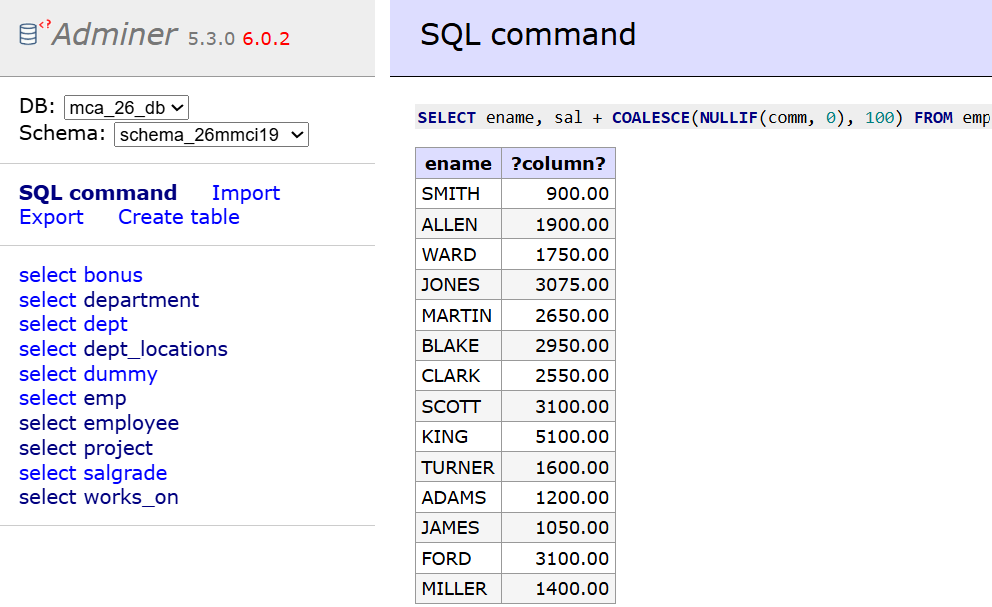 Adminer 5.3.0 6.0.2
DB: mca_26_db
Schema: schema_26mmci19
SQL command Import
Export Create table
select bonus
select department
select dept
select dept_locations
select dummy
select emp
select employee
select project
select salgrade
select works_on
SQL command
SELECT ename, sal + COALESCE(NULLIF(comm, 0), 100) FROM emp
ename ?column?
SMITH 900.00
ALLEN 1900.00
WARD 1750.00
JONES 3075.00
MARTIN 2650.00
BLAKE 2950.00
CLARK 2550.00
SCOTT 3100.00
KING 5100.00
TURNER 1600.00
ADAMS 1200.00
JAMES 1050.00
FORD 3100.00
MILLER 1400.00